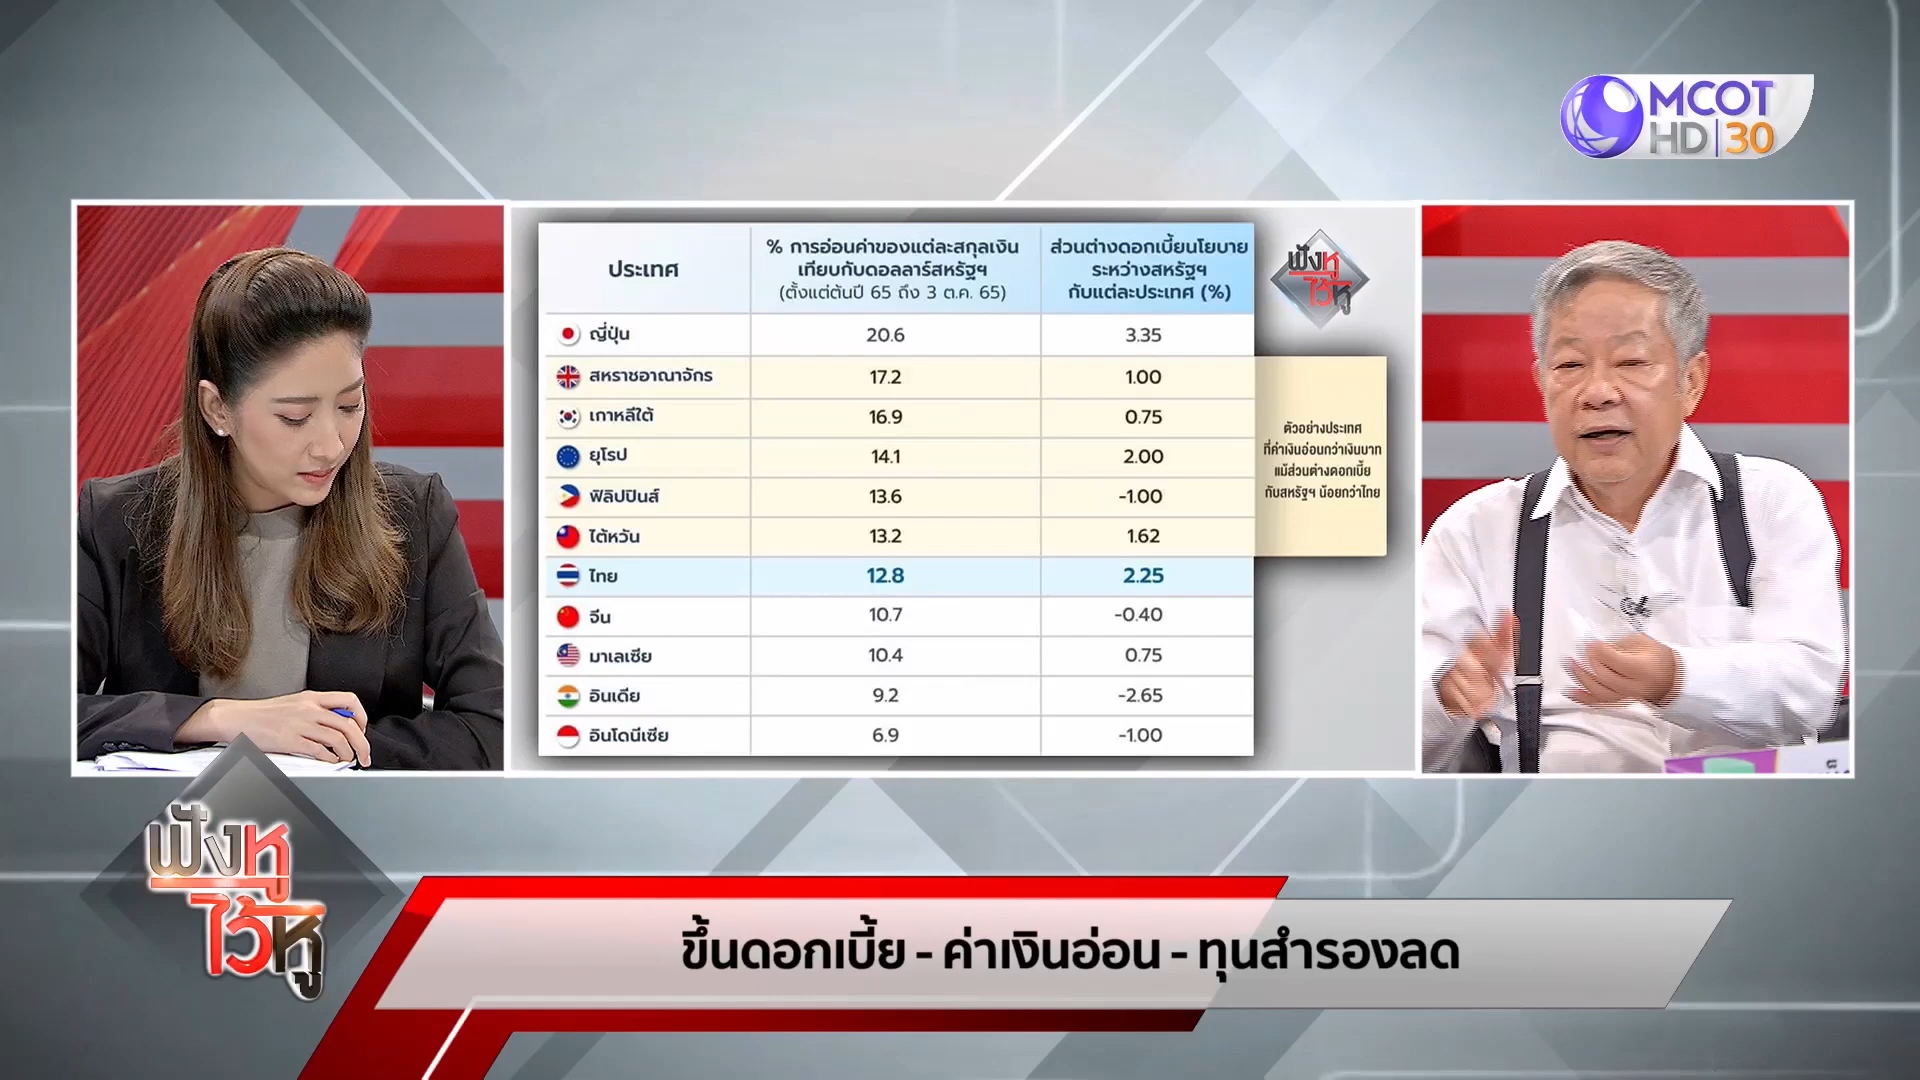 MCOT
HD 30
ประเทศ
% การอ่อนค่าของแต่ละสกุลเงิน
เทียบกับดอลลาร์สหรัฐฯ
(ตั้งแต่ต้นปี 65 ถึง 3 ต.ค. 65)
ส่วนต่างดอกเบี้ยนโยบาย
ระหว่างสหรัฐฯ
กับแต่ละประเทศ (%)
ญี่ปุ่น 20.6 3.35
สหราชอาณาจักร 17.2 1.00
เกาหลีใต้ 16.9 0.75
ยุโรป 14.1 2.00
ฟิลิปปินส์ 13.6 -1.00
ไต้หวัน 13.2 1.62
ไทย 12.8 2.25
จีน 10.7 -0.40
มาเลเซีย 10.4 0.75
อินเดีย 9.2 -2.65
อินโดนีเซีย 6.9 -1.00
ฟังหู
ไว้หู
ตัวอย่างประเทศ
ที่ค่าเงินอ่อนกว่าเงินบาท
แม้ส่วนต่างดอกเบี้ย
กับสหรัฐฯ น้อยกว่าไทย
ฟังหู
ไว้หู
ขึ้นดอกเบี้ย - ค่าเงินอ่อน - ทุนสำรองลด